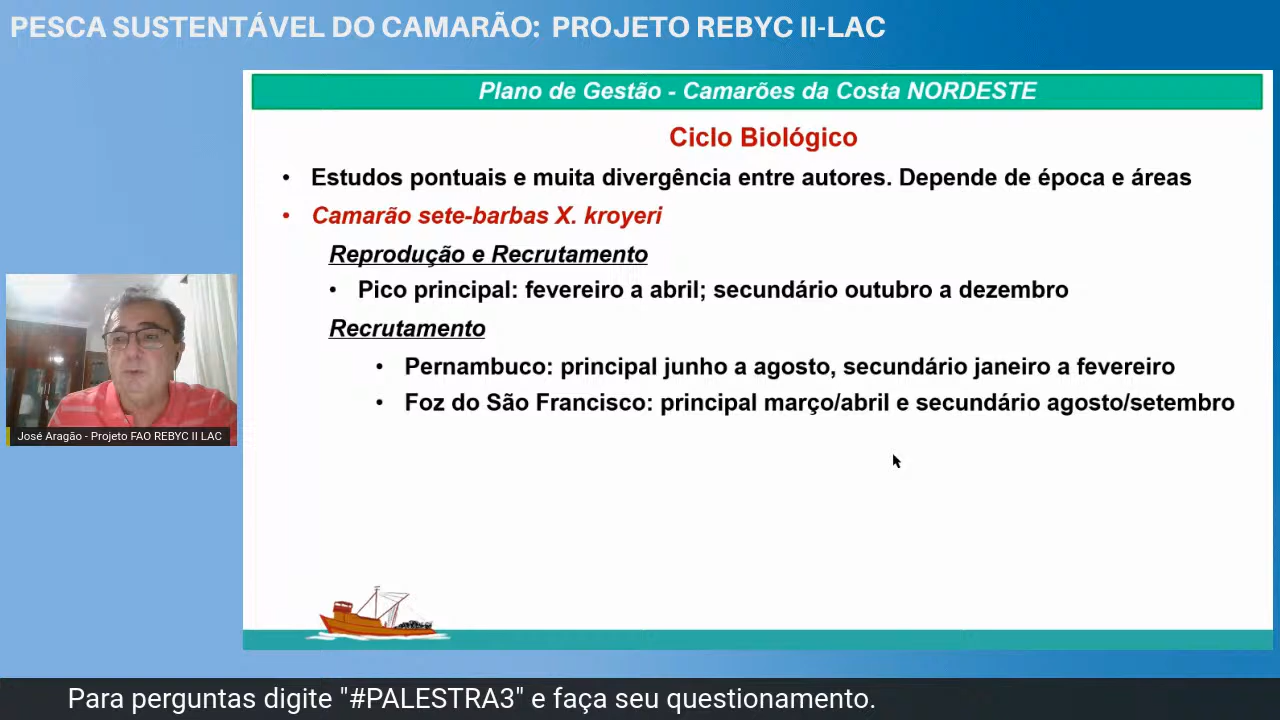 PESCA SUSTENTÁVEL DO CAMARÃO: PROJETO REBYC II-LAC
Plano de Gestão - Camarões da Costa NORDESTE
Ciclo Biológico
• Estudos pontuais e muita divergência entre autores. Depende de época e áreas
• Camarão sete-barbas X. kroyeri
Reprodução e Recrutamento
• Pico principal: fevereiro a abril; secundário outubro a dezembro
Recrutamento
• Pernambuco: principal junho a agosto, secundário janeiro a fevereiro
• Foz do São Francisco: principal março/abril e secundário agosto/setembro
José Aragão - Projeto FAO REBYC II LAC
Para perguntas digite "#PALESTRA3" e faça seu questionamento.